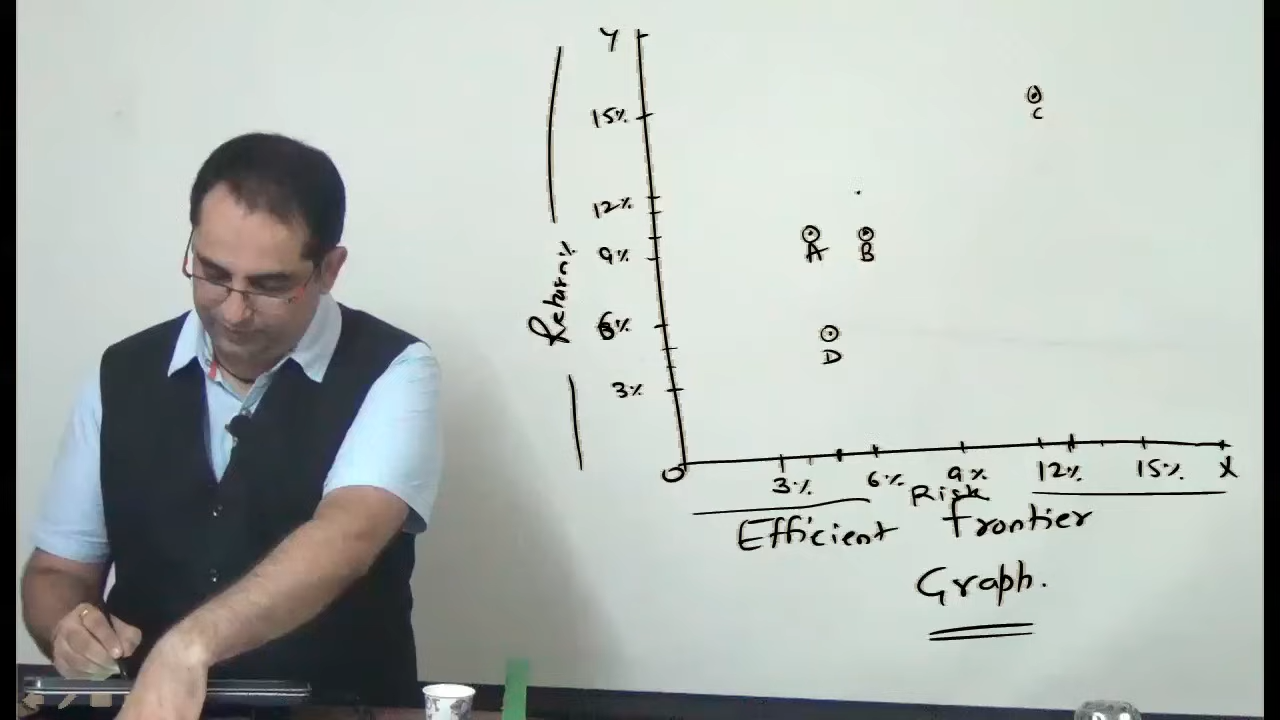 Y
15%
C
12%
A B
9%
Return%
6%
D
3%
O
3% 6% 9% 12% 15% X
Risk
Efficient Frontier
Graph.